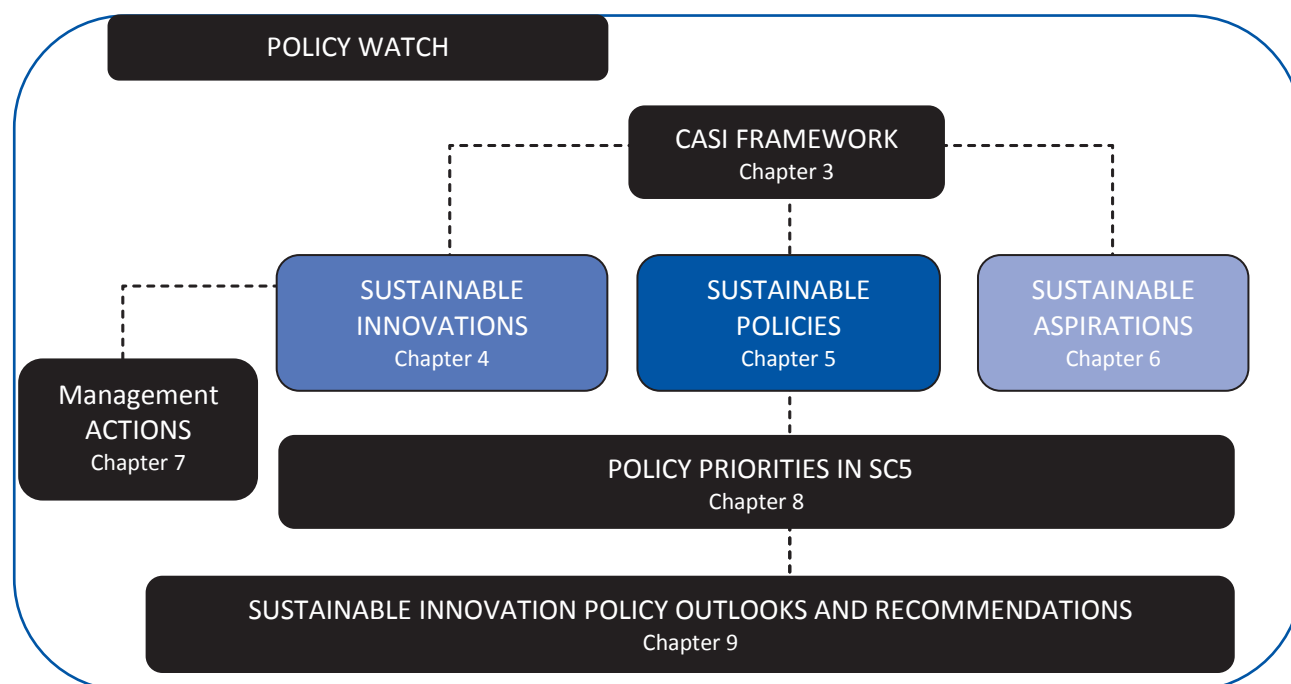 POLICY WATCH
CASI FRAMEWORK
Chapter 3
SUSTAINABLE
INNOVATIONS
Chapter 4
SUSTAINABLE
POLICIES
Chapter 5
SUSTAINABLE
ASPIRATIONS
Chapter 6
Management
ACTIONS
Chapter 7
POLICY PRIORITIES IN SC5
Chapter 8
SUSTAINABLE INNOVATION POLICY OUTLOOKS AND RECOMMENDATIONS
Chapter 9